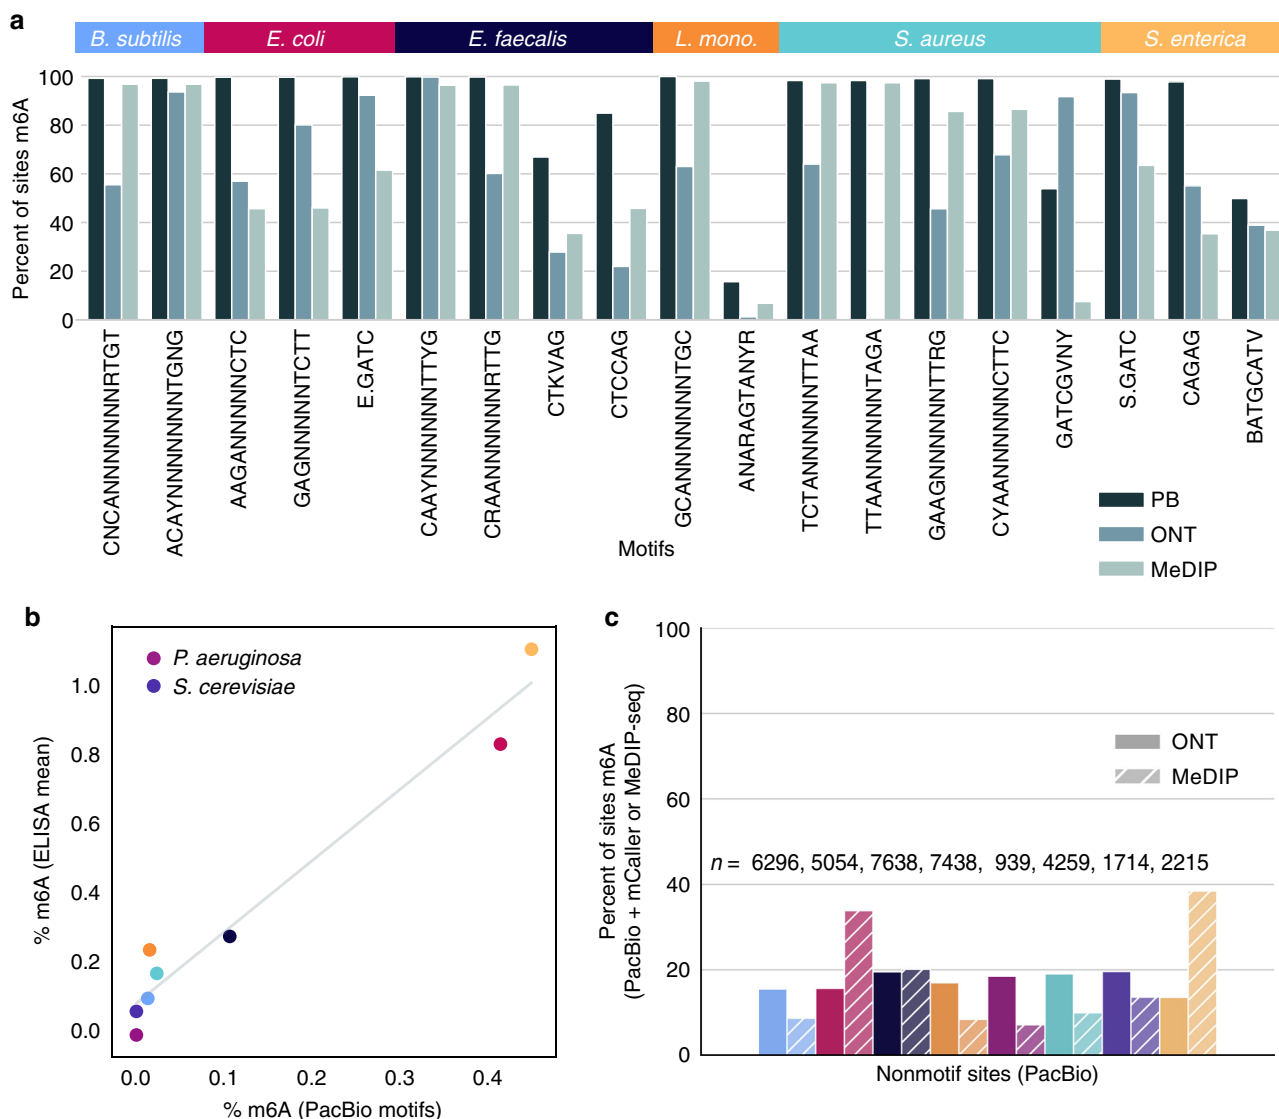 a
B. subtilis E. coli E. faecalis L. mono. S. aureus S. enterica
Percent of sites m6A
100
80
60
40
20
0
CNCANNNNNNRTGT
ACAYNNNNNNTGNG
AAGANNNNNCTC
GAGNNNNNTCTT
E.GATC
CAAYNNNNNNTTYG
CRAANNNNNNRTTG
CTKVAG
CTCCAG
GCANNNNNNTGC
ANARAGTANYR
TCTANNNNNNTTAA
TTAANNNNNNTAGA
GAAGNNNNNNTTRG
CYAANNNNNNCTTC
GATCGVNY
S.GATC
CAGAG
BATGCATV
Motifs
PB
ONT
MeDIP
b
P. aeruginosa
S. cerevisiae
% m6A (ELISA mean)
1.0
0.8
0.6
0.4
0.2
0.0
0.0 0.1 0.2 0.3 0.4
% m6A (PacBio motifs)
c
Percent of sites m6A
(PacBio + mCaller or MeDIP-seq)
100
80
60
40
20
0
ONT
MeDIP
n = 6296, 5054, 7638, 7438, 939, 4259, 1714, 2215
Nonmotif sites (PacBio)